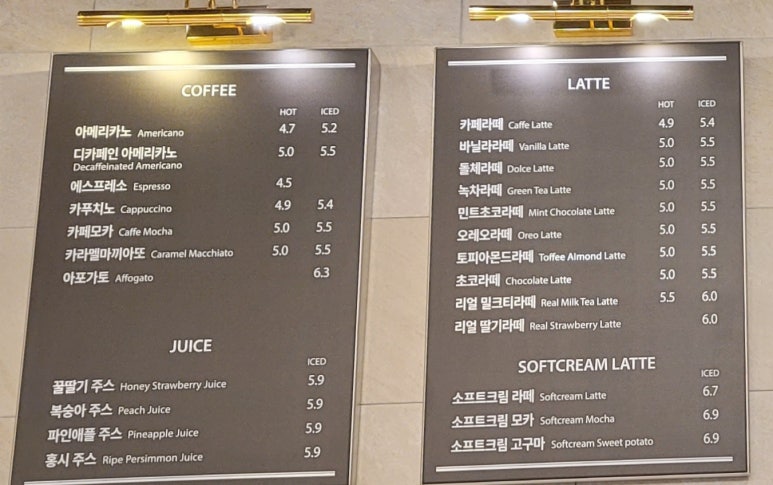 COFFEE
HOT ICED
아메리카노 Americano 4.7 5.2
디카페인 아메리카노 5.0 5.5
Decaffeinated Americano
에스프레소 Espresso 4.5
카푸치노 Cappuccino 4.9 5.4
카페모카 Caffe Mocha 5.0 5.5
카라멜마끼아또 Caramel Macchiato 5.0 5.5
아포가토 Affogato 6.3
JUICE
ICED
꿀딸기 주스 Honey Strawberry Juice 5.9
복숭아 주스 Peach Juice 5.9
파인애플 주스 Pineapple Juice 5.9
홍시 주스 Ripe Persimmon Juice 5.9
LATTE
HOT ICED
카페라떼 Caffe Latte 4.9 5.4
바닐라라떼 Vanilla Latte 5.0 5.5
돌체라떼 Dolce Latte 5.0 5.5
녹차라떼 Green Tea Latte 5.0 5.5
민트초코라떼 Mint Chocolate Latte 5.0 5.5
오레오라떼 Oreo Latte 5.0 5.5
토피아몬드라떼 Toffee Almond Latte 5.0 5.5
초코라떼 Chocolate Latte 5.0 5.5
리얼 밀크티라떼 Real Milk Tea Latte 5.5 6.0
리얼 딸기라떼 Real Strawberry Latte 6.0
SOFTCREAM LATTE
ICED
소프트크림 라떼 Softcream Latte 6.7
소프트크림 모카 Softcream Mocha 6.9
소프트크림 고구마 Softcream Sweet potato 6.9